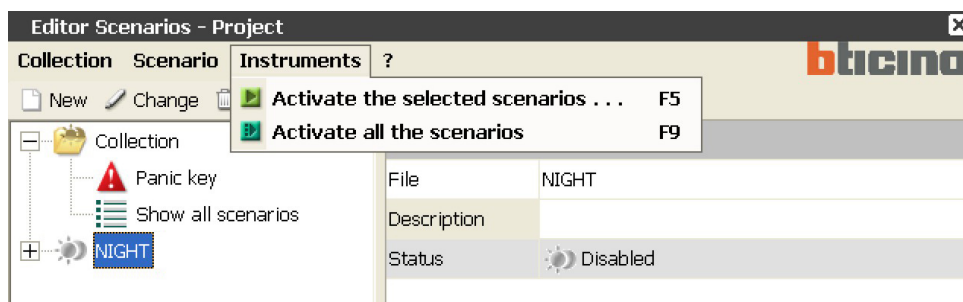 Editor Scenarios - Project
Collection Scenario Instruments ?
bticino
New Change
Activate the selected scenarios . . . F5
Activate all the scenarios F9
Collection
Panic key
Show all scenarios
NIGHT
File NIGHT
Description
Status Disabled